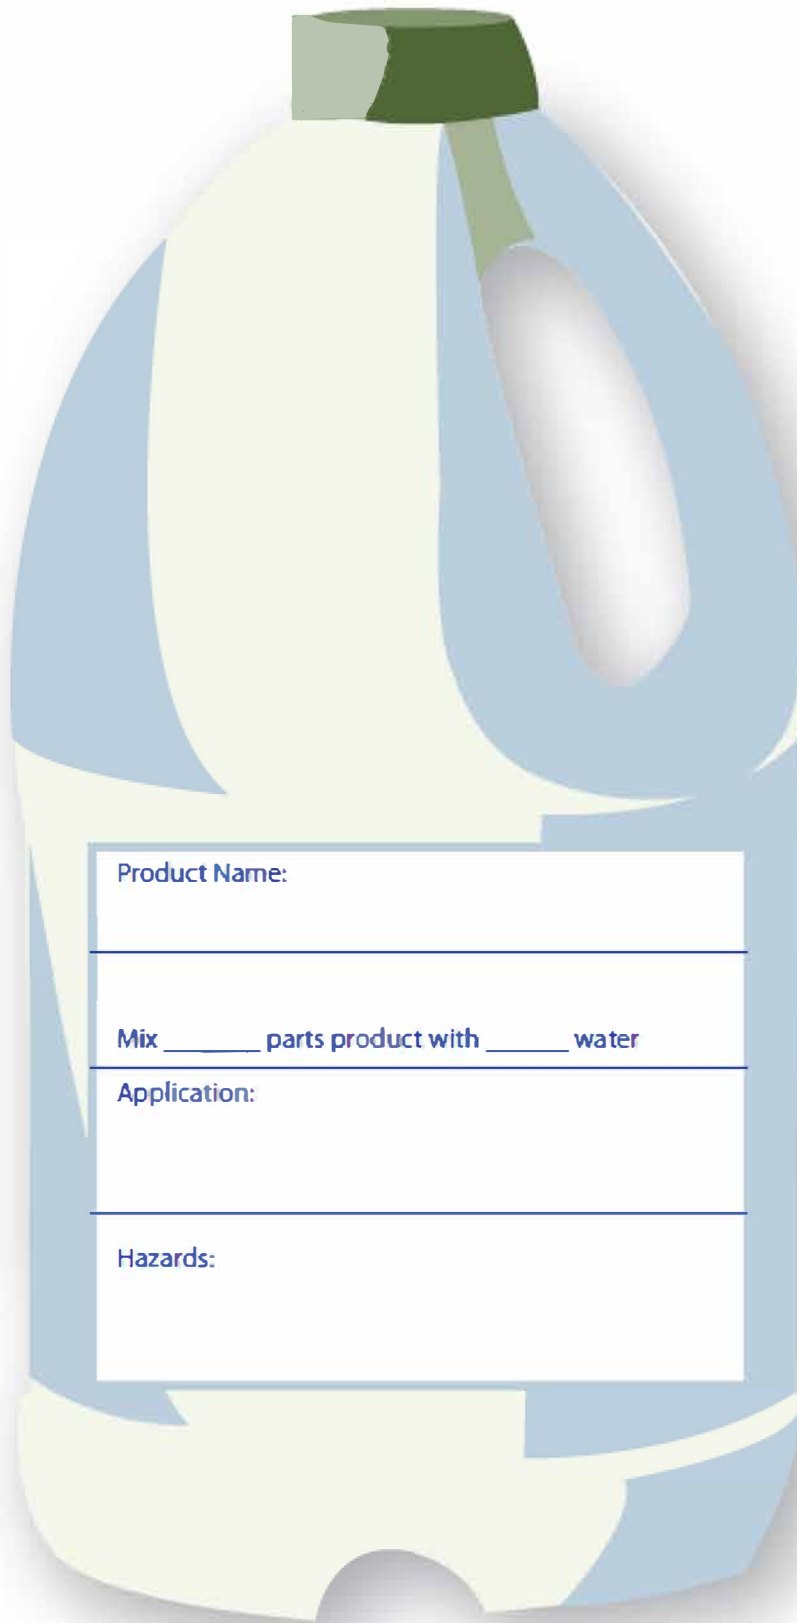 Product Name:
Mix _______ parts product with ______ water
Application:
Hazards: